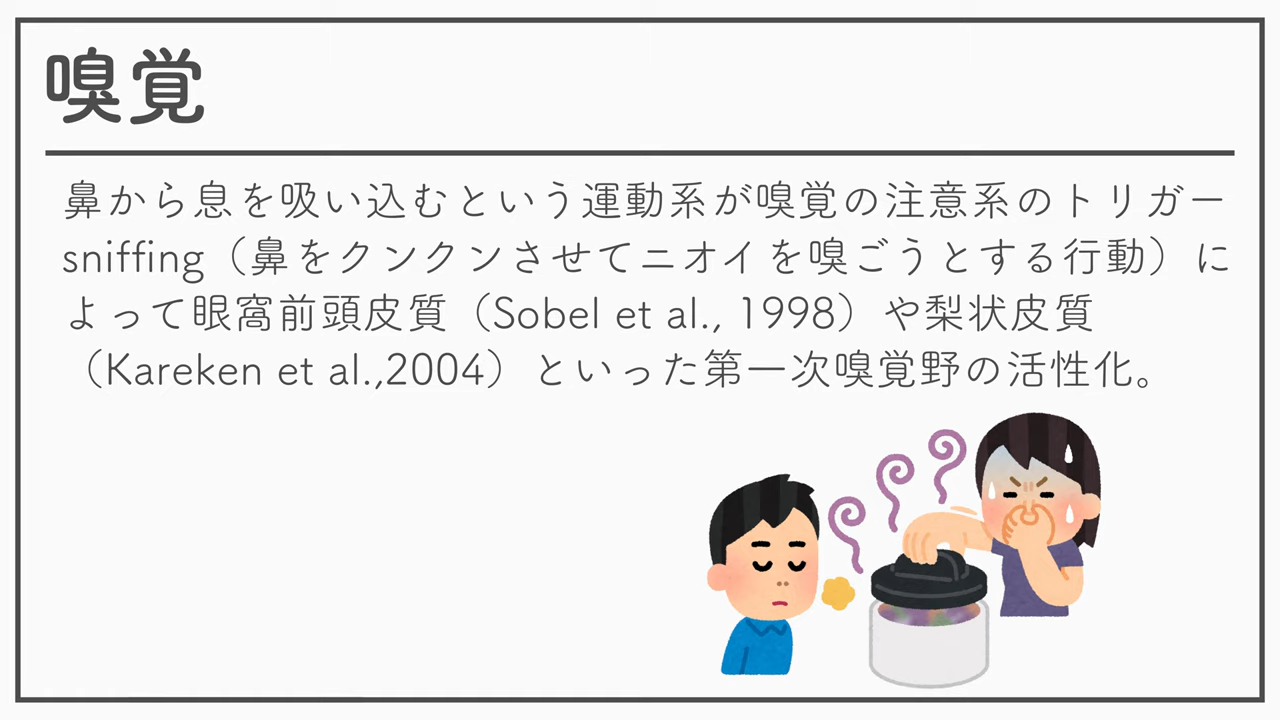 嗅覚
鼻から息を吸い込むという運動系が嗅覚の注意系のトリガー
sniffing（鼻をクンクンさせてニオイを嗅ごうとする行動）に
よって眼窩前頭皮質（Sobel et al., 1998）や梨状皮質
（Kareken et al.,2004）といった第一次嗅覚野の活性化。